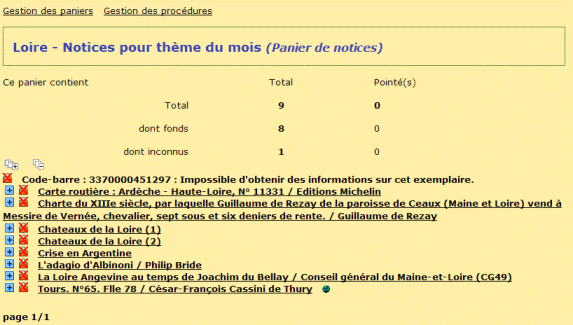 Gestion des paniers Gestion des procédures
Loire - Notices pour thème du mois (Panier de notices)
Ce panier contient Total Pointé(s)
Total 9 0
dont fonds 8 0
dont inconnus 1 0
Code-barre : 3370000451297 : Impossible d'obtenir des informations sur cet exemplaire.
Carte routière : Ardèche - Haute-Loire, N° 11331 / Editions Michelin
Charte du XIIIe siècle, par laquelle Guillaume de Rezay de la paroisse de Ceaux (Maine et Loire) vend à
Messire de Vernée, chevalier, sept sous et six deniers de rente. / Guillaume de Rezay
Chateaux de la Loire (1)
Chateaux de la Loire (2)
Crise en Argentine
L'adagio d'Albinoni / Philip Bride
La Loire Angevine au temps de Joachim du Bellay / Conseil général du Maine-et-Loire (CG49)
Tours. N°65. Flle 78 / César-François Cassini de Thury
page 1/1